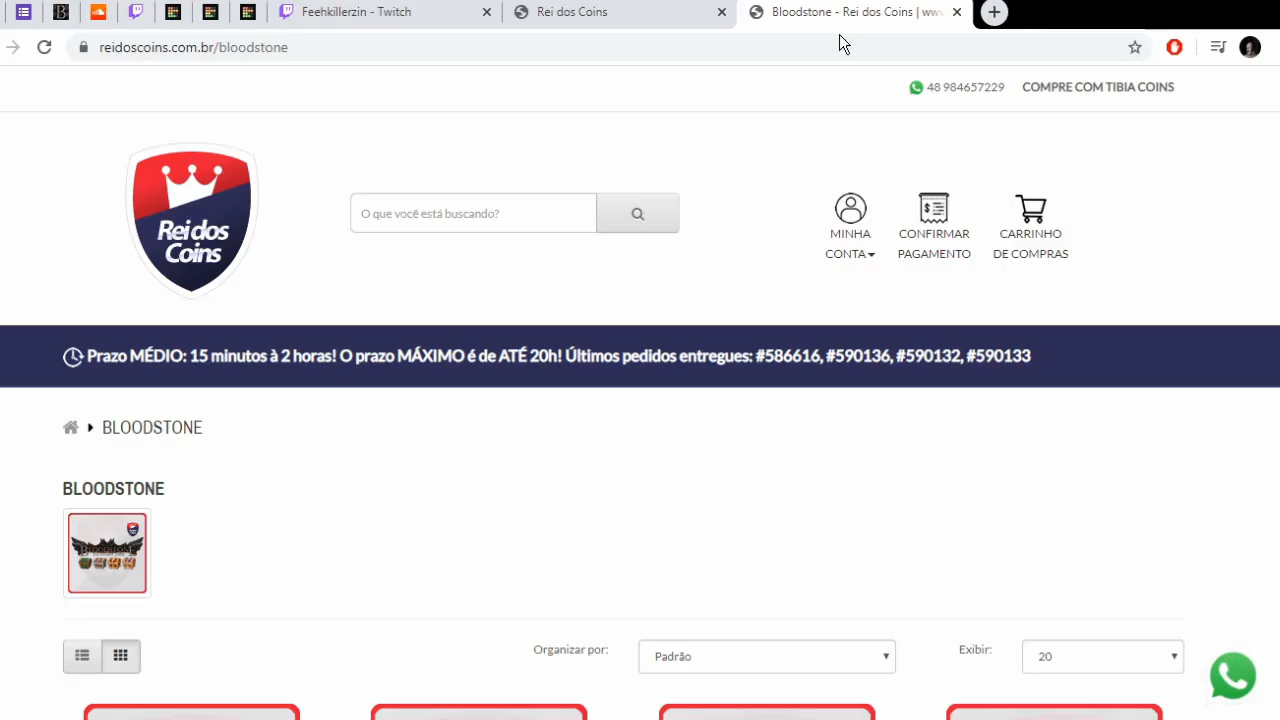 Feehkillerzin - Twitch
Rei dos Coins
Bloodstone - Rei dos Coins | www
reidoscoins.com.br/bloodstone
48 984657229
COMPRE COM TIBIA COINS
Rei dos
Coins
O que você está buscando?
MINHA
CONTA
CONFIRMAR
PAGAMENTO
CARRINHO
DE COMPRAS
Prazo MÉDIO: 15 minutos à 2 horas! O prazo MÁXIMO é de ATÉ 20h! Últimos pedidos entregues: #586616, #590136, #590132, #590133
BLOODSTONE
BLOODSTONE
BLOODSTONE
Organizar por:
Padrão
Exibir:
20